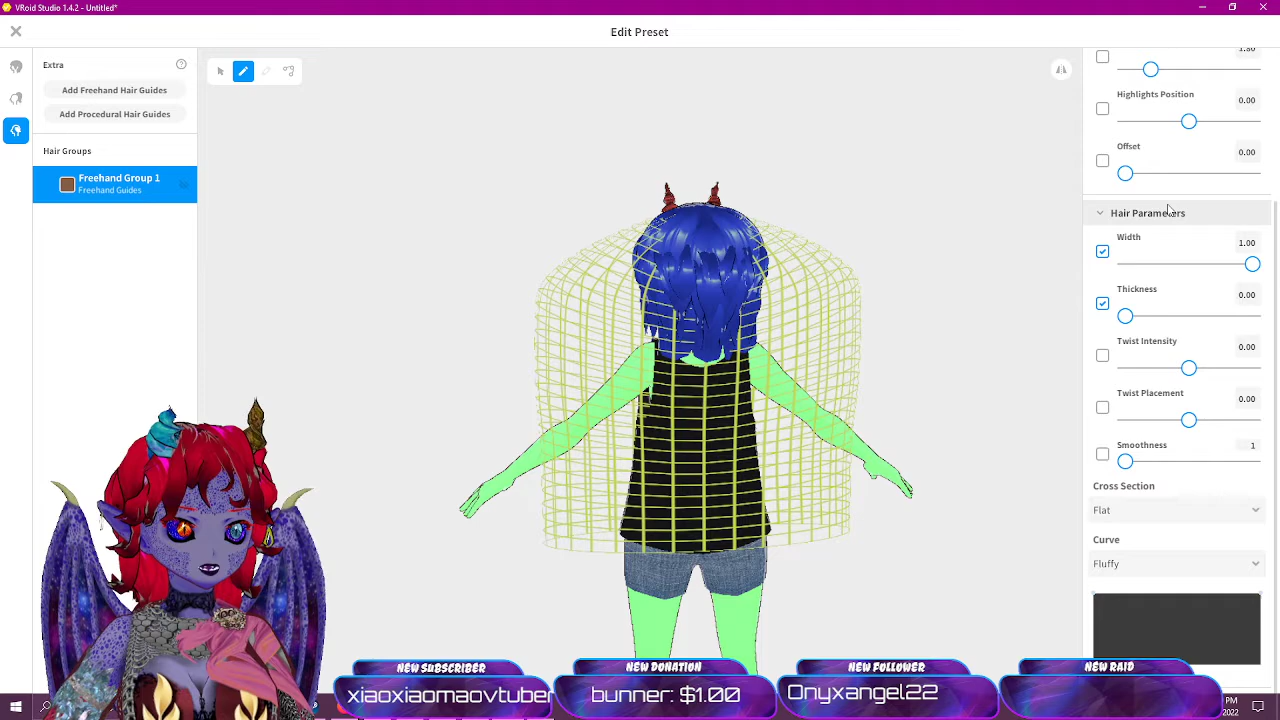 VRoid Studio 1.4.2 - Untitled*
Edit Preset
Extra
Add Freehand Hair Guides
Add Procedural Hair Guides
Hair Groups
Freehand Group 1
Freehand Guides
1.80
Highlights Position
0.00
Offset
0.00
Hair Parameters
Width
1.00
Thickness
0.00
Twist Intensity
0.00
Twist Placement
0.00
Smoothness
1
Cross Section
Flat
Curve
Fluffy
NEW SUBSCRIBER
xiaoxiaomaovtuber
NEW DONATION
bunner: $1.00
NEW FOLLOWER
Onyxangel22
NEW RAID
PM